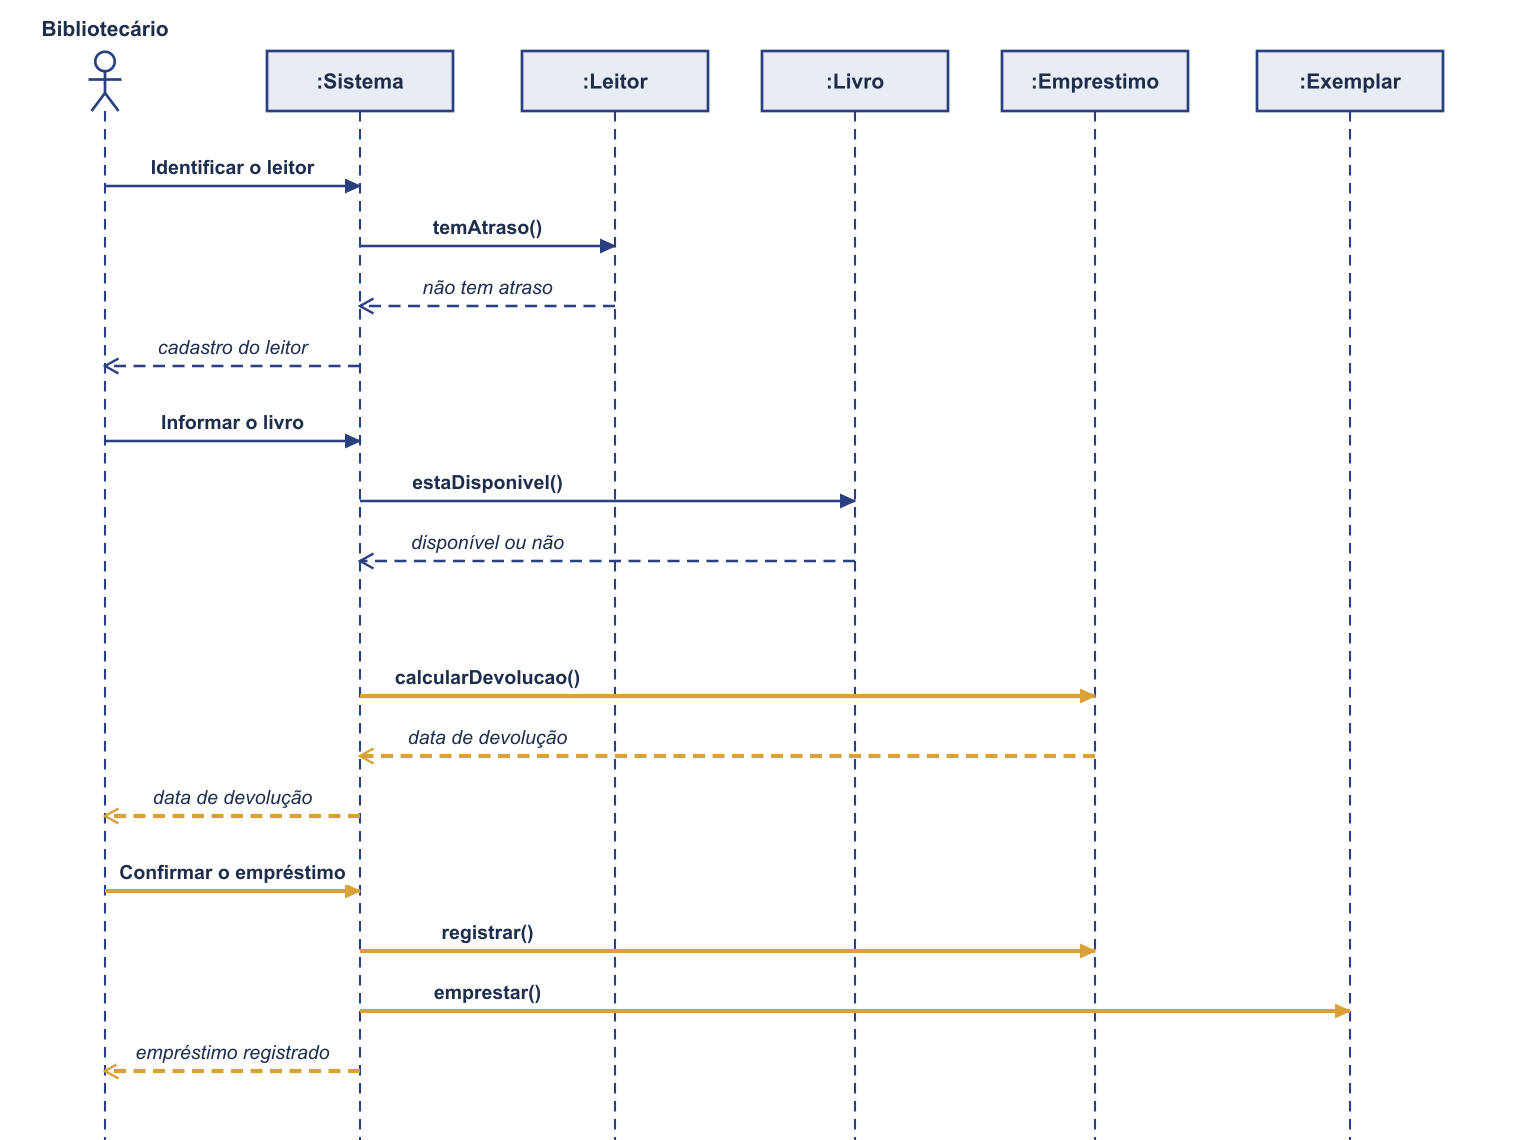 Bibliotecário
:Sistema
:Leitor
:Livro
:Emprestimo
:Exemplar
Identificar o leitor
temAtraso()
não tem atraso
cadastro do leitor
Informar o livro
estaDisponivel()
disponível ou não
calcularDevolucao()
data de devolução
data de devolução
Confirmar o empréstimo
registrar()
emprestar()
empréstimo registrado